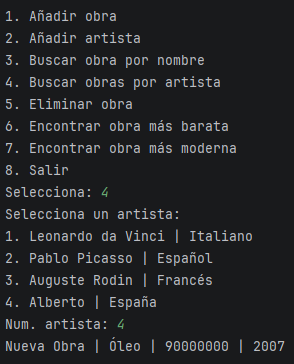 1. Añadir obra
2. Añadir artista
3. Buscar obra por nombre
4. Buscar obras por artista
5. Eliminar obra
6. Encontrar obra más barata
7. Encontrar obra más moderna
8. Salir
Selecciona: 4
Selecciona un artista:
1. Leonardo da Vinci | Italiano
2. Pablo Picasso | Español
3. Auguste Rodin | Francés
4. Alberto | España
Num. artista: 4
Nueva Obra | Óleo | 90000000 | 2007